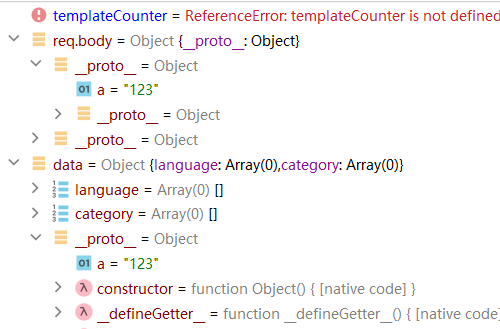 templateCounter = ReferenceError: templateCounter is not defined
req.body = Object {__proto__: Object}
__proto__ = Object
01 a = "123"
__proto__ = Object
__proto__ = Object
data = Object {language: Array(0),category: Array(0)}
language = Array(0) []
category = Array(0) []
__proto__ = Object
01 a = "123"
λ constructor = function Object() { [native code] }
λ __defineGetter__ = function __defineGetter__() { [native code]